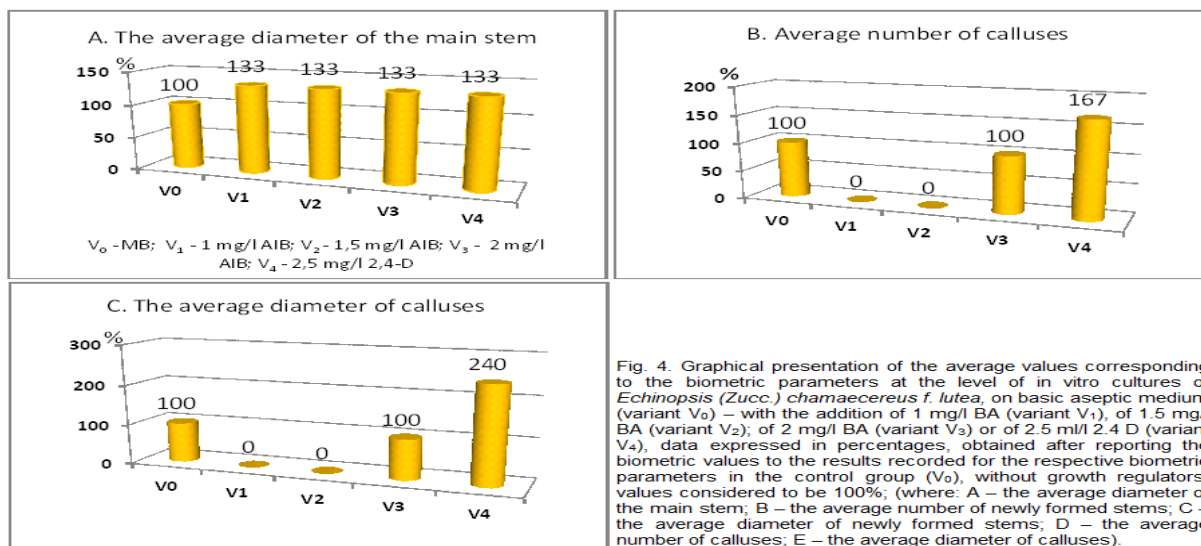 A. The average diameter of the main stem
%
150
100
50
0
100
133
133
133
133
V0
V1
V2
V3
V4
V₀ -MB; V₁ - 1 mg/l AIB; V₂ - 1,5 mg/l AIB; V₃ - 2 mg/l
AIB; V₄ - 2,5 mg/l 2,4-D
B. Average number of calluses
%
200
150
100
50
0
100
0
0
100
167
V0
V1
V2
V3
V4
C. The average diameter of calluses
%
300
200
100
0
100
0
0
100
240
V0
V1
V2
V3
V4
Fig. 4. Graphical presentation of the average values corresponding
to the biometric parameters at the level of in vitro cultures o
Echinopsis (Zucc.) chamaecereus f. lutea, on basic aseptic medium
(variant V₀) – with the addition of 1 mg/l BA (variant V₁), of 1.5 mg/
BA (variant V₂); of 2 mg/l BA (variant V₃) or of 2.5 ml/l 2.4 D (varian
V₄), data expressed in percentages, obtained after reporting the
biometric values to the results recorded for the respective biometric
parameters in the control group (V₀), without growth regulators
values considered to be 100%; (where: A – the average diameter o
the main stem; B – the average number of newly formed stems; C -
the average diameter of newly formed stems; D – the average
number of calluses; E – the average diameter of calluses).